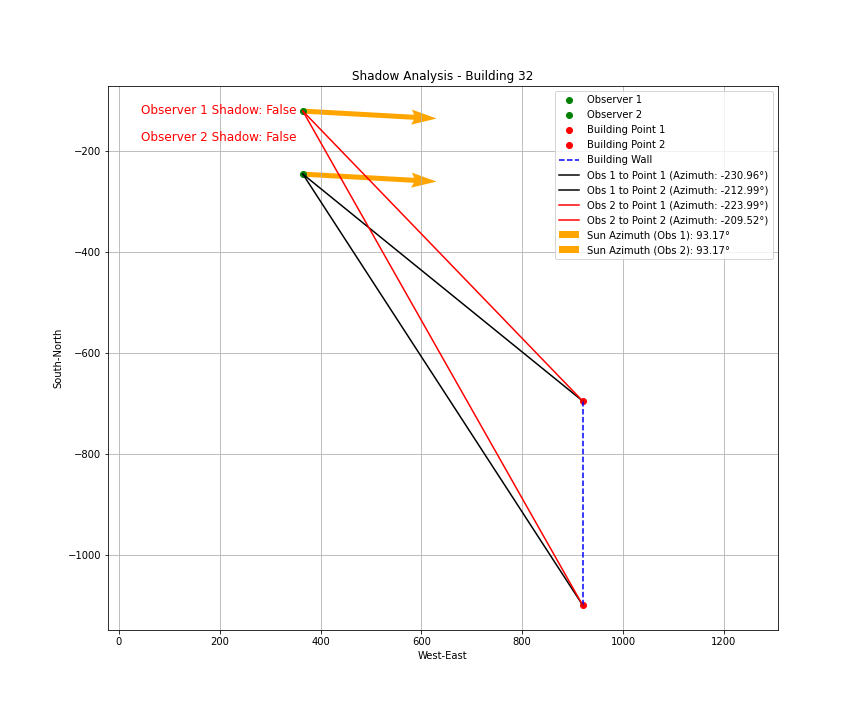 Shadow Analysis - Building 32
Observer 1 Shadow: False
Observer 2 Shadow: False
Observer 1
Observer 2
Building Point 1
Building Point 2
Building Wall
Obs 1 to Point 1 (Azimuth: -230.96°)
Obs 1 to Point 2 (Azimuth: -212.99°)
Obs 2 to Point 1 (Azimuth: -223.99°)
Obs 2 to Point 2 (Azimuth: -209.52°)
Sun Azimuth (Obs 1): 93.17°
Sun Azimuth (Obs 2): 93.17°
−200
−400
−600
−800
−1000
South-North
0 200 400 600 800 1000 1200
West-East